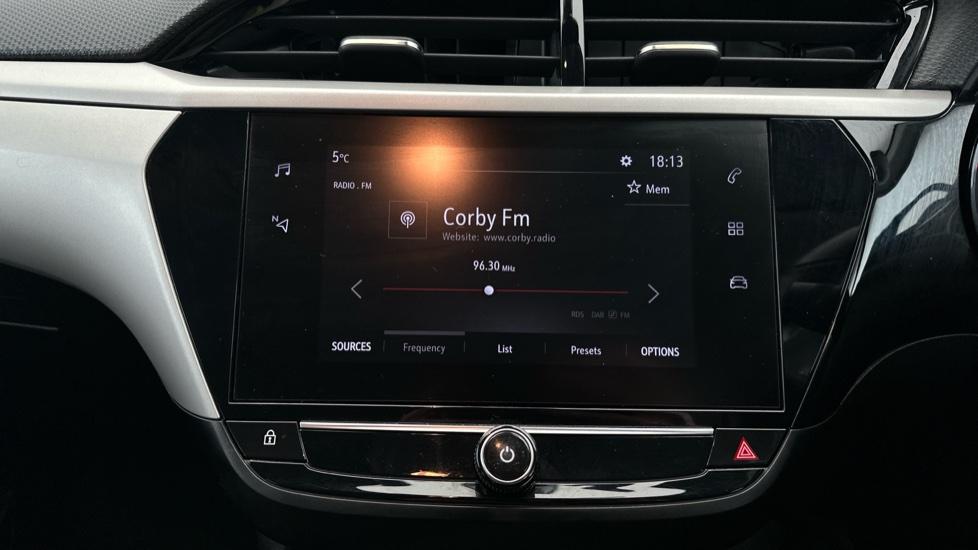 5°C 18:13
RADIO . FM
Mem
N
Corby Fm
Website: www.corby.radio
96.30 MHz
RDS DAB FM
SOURCES Frequency List Presets OPTIONS